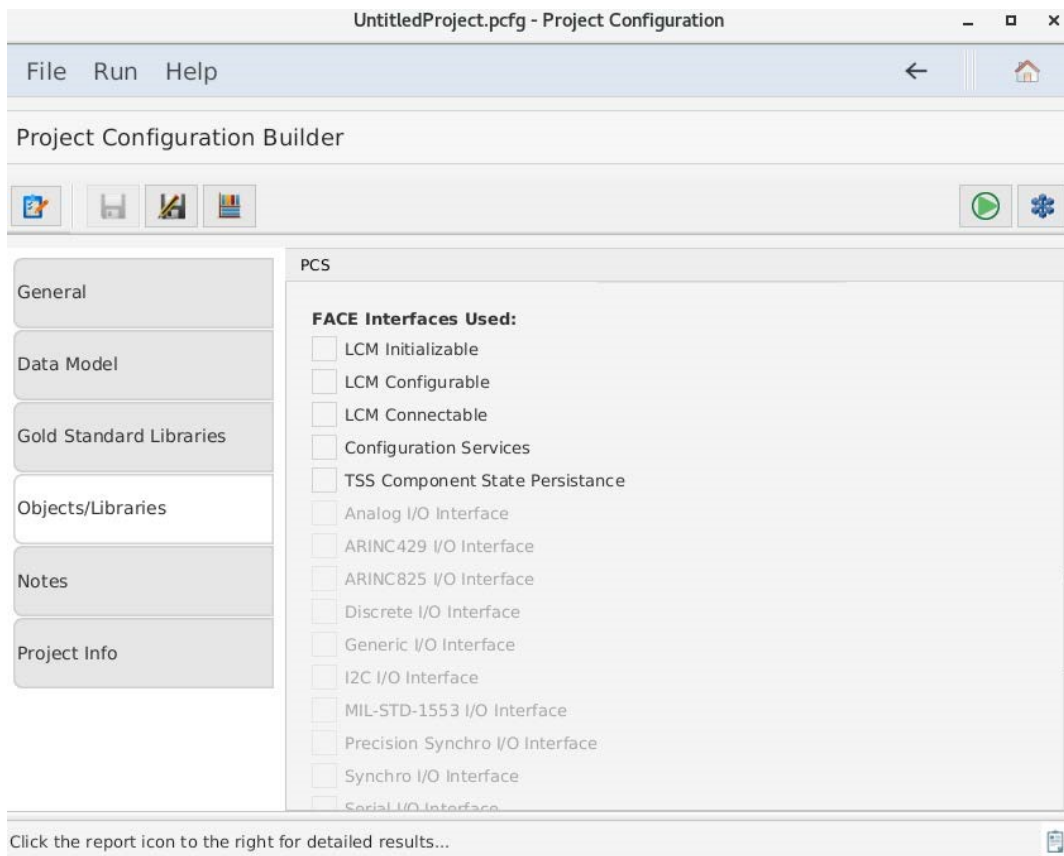 UntitledProject.pcfg - Project Configuration
File Run Help
Project Configuration Builder
General
Data Model
Gold Standard Libraries
Objects/Libraries
Notes
Project Info
PCS
FACE Interfaces Used:
LCM Initializable
LCM Configurable
LCM Connectable
Configuration Services
TSS Component State Persistance
Analog I/O Interface
ARINC429 I/O Interface
ARINC825 I/O Interface
Discrete I/O Interface
Generic I/O Interface
I2C I/O Interface
MIL-STD-1553 I/O Interface
Precision Synchro I/O Interface
Synchro I/O Interface
Serial I/O Interface
Click the report icon to the right for detailed results...